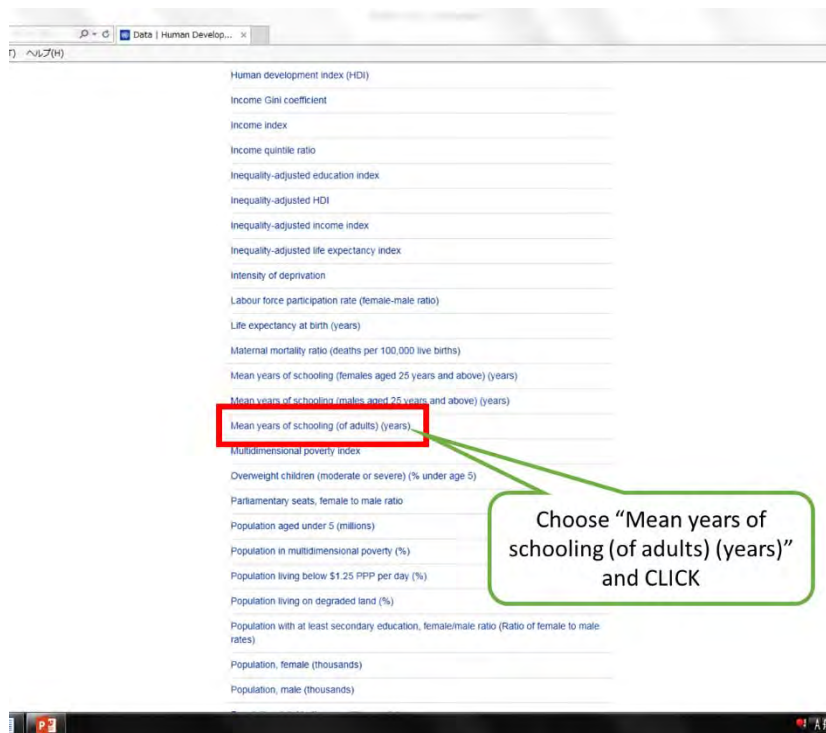 Data | Human Develop... ×
ヘルプ(H)
Human development index (HDI)
Income Gini coefficient
Income index
Income quintile ratio
Inequality-adjusted education index
Inequality-adjusted HDI
Inequality-adjusted income index
Inequality-adjusted life expectancy index
Intensity of deprivation
Labour force participation rate (female-male ratio)
Life expectancy at birth (years)
Maternal mortality ratio (deaths per 100,000 live births)
Mean years of schooling (females aged 25 years and above) (years)
Mean years of schooling (males aged 25 years and above) (years)
Mean years of schooling (of adults) (years)
Multidimensional poverty index
Overweight children (moderate or severe) (% under age 5)
Parliamentary seats, female to male ratio
Population aged under 5 (millions)
Population in multidimensional poverty (%)
Population living below $1.25 PPP per day (%)
Population living on degraded land (%)
Population with at least secondary education, female/male ratio (Ratio of female to male
rates)
Population, female (thousands)
Population, male (thousands)
Choose “Mean years of
schooling (of adults) (years)”
and CLICK